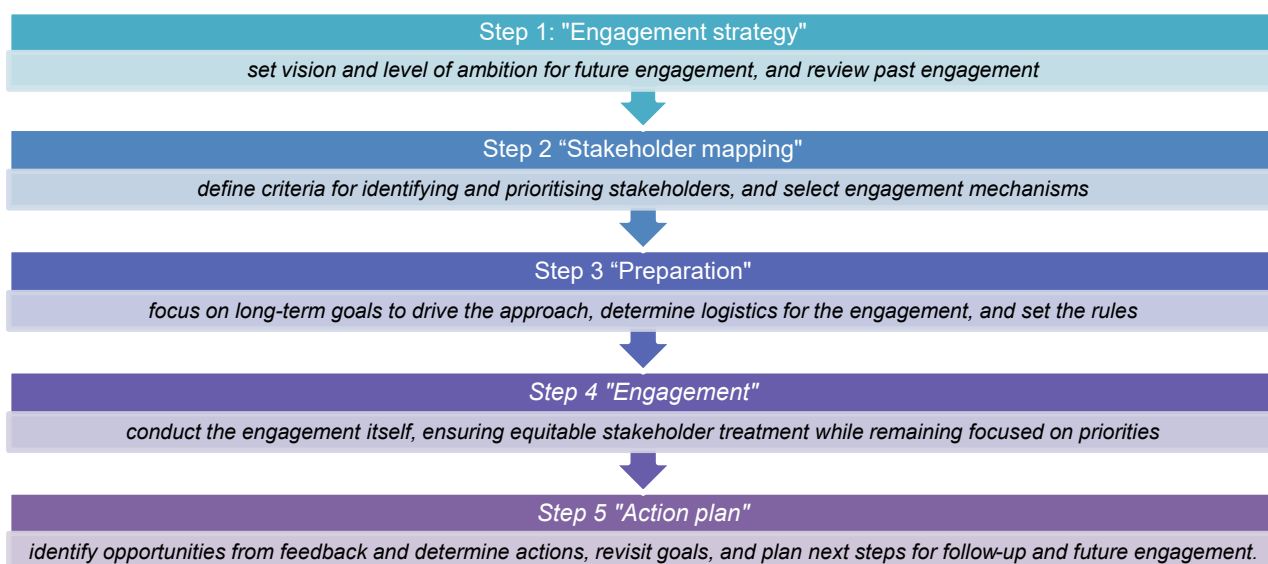 Step 1: "Engagement strategy"
set vision and level of ambition for future engagement, and review past engagement
Step 2 “Stakeholder mapping"
define criteria for identifying and prioritising stakeholders, and select engagement mechanisms
Step 3 “Preparation"
focus on long-term goals to drive the approach, determine logistics for the engagement, and set the rules
Step 4 "Engagement"
conduct the engagement itself, ensuring equitable stakeholder treatment while remaining focused on priorities
Step 5 "Action plan"
identify opportunities from feedback and determine actions, revisit goals, and plan next steps for follow-up and future engagement.